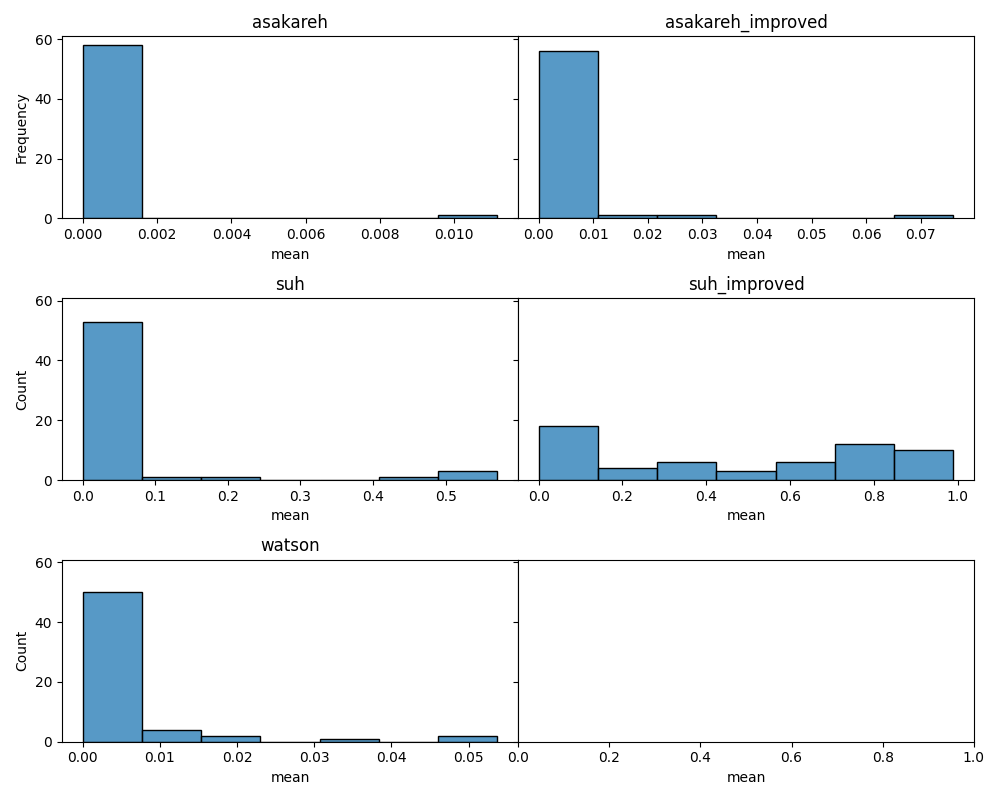 asakareh
asakareh_improved
Frequency
60
40
20
0
0.000 0.002 0.004 0.006 0.008 0.010
mean
0.00 0.01 0.02 0.03 0.04 0.05 0.06 0.07
mean
suh
suh_improved
Count
60
40
20
0
0.0 0.1 0.2 0.3 0.4 0.5
mean
0.0 0.2 0.4 0.6 0.8 1.0
mean
watson
Count
60
40
20
0
0.00 0.01 0.02 0.03 0.04 0.05
mean
0.0 0.2 0.4 0.6 0.8 1.0
mean